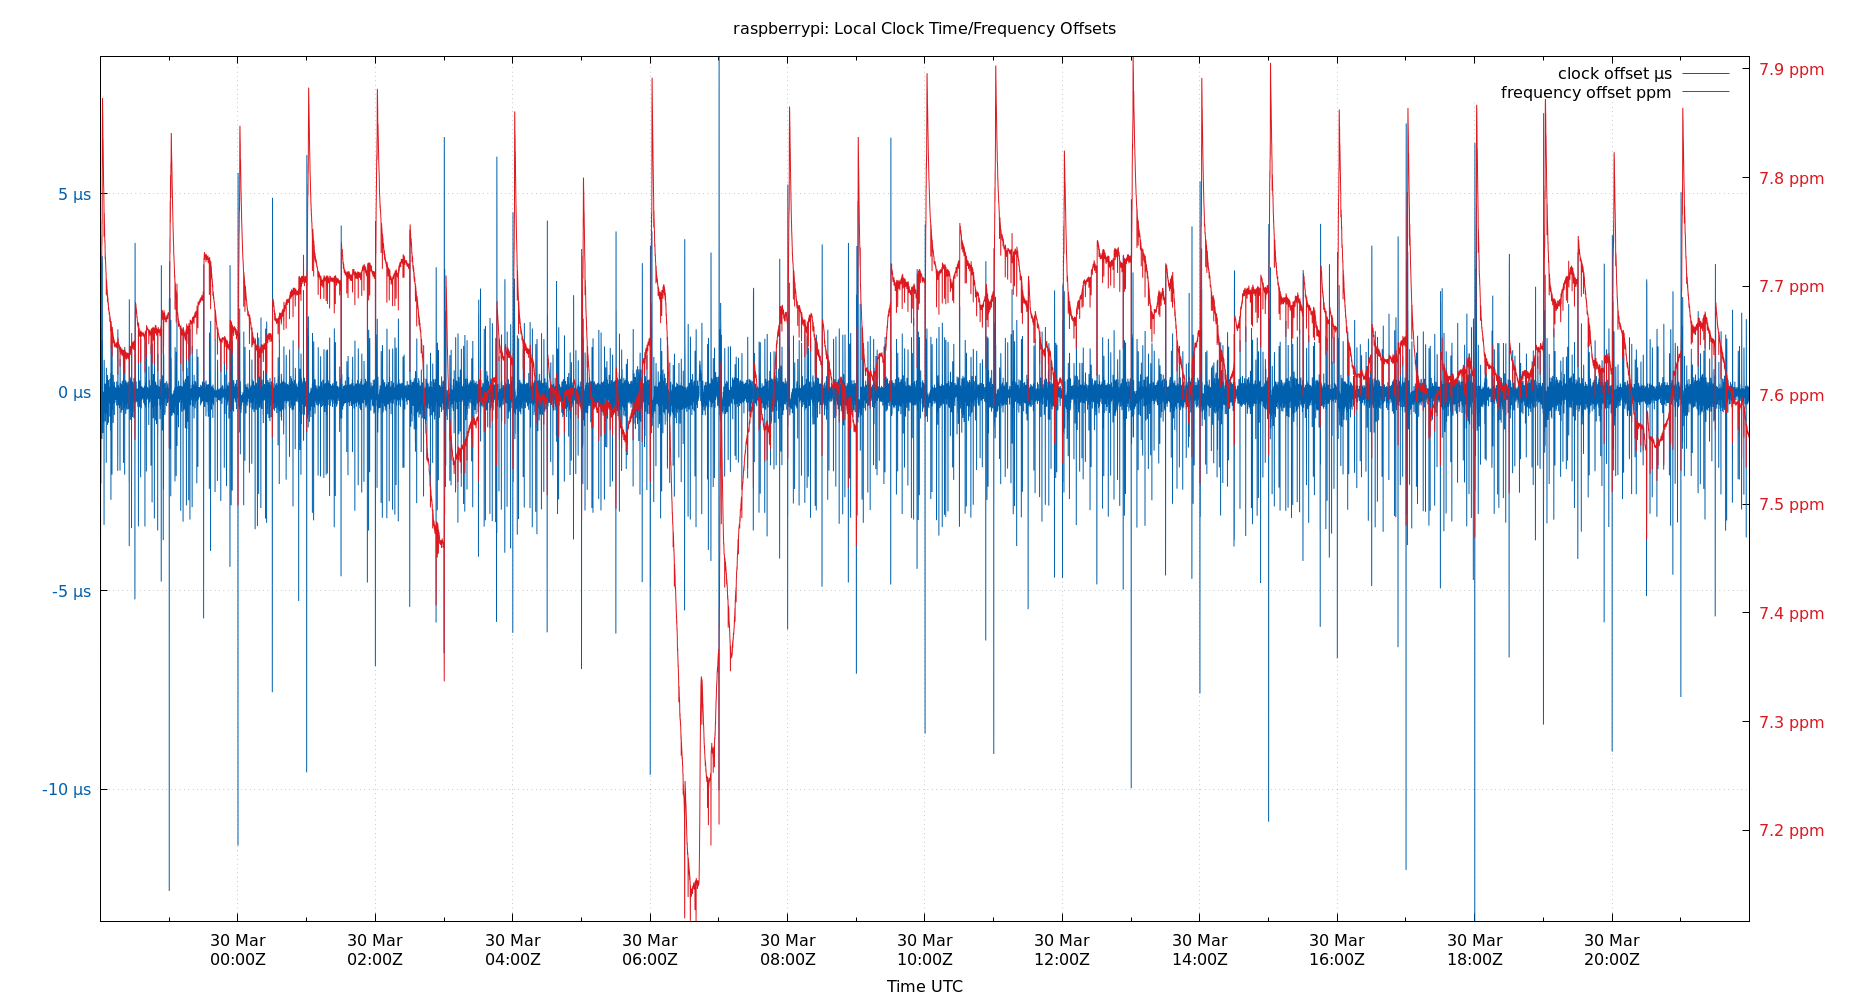 raspberrypi: Local Clock Time/Frequency Offsets
clock offset µs
frequency offset ppm
5 µs
0 µs
-5 µs
-10 µs
7.9 ppm
7.8 ppm
7.7 ppm
7.6 ppm
7.5 ppm
7.4 ppm
7.3 ppm
7.2 ppm
30 Mar 30 Mar 30 Mar 30 Mar 30 Mar 30 Mar 30 Mar 30 Mar 30 Mar 30 Mar 30 Mar
00:00Z 02:00Z 04:00Z 06:00Z 08:00Z 10:00Z 12:00Z 14:00Z 16:00Z 18:00Z 20:00Z
Time UTC